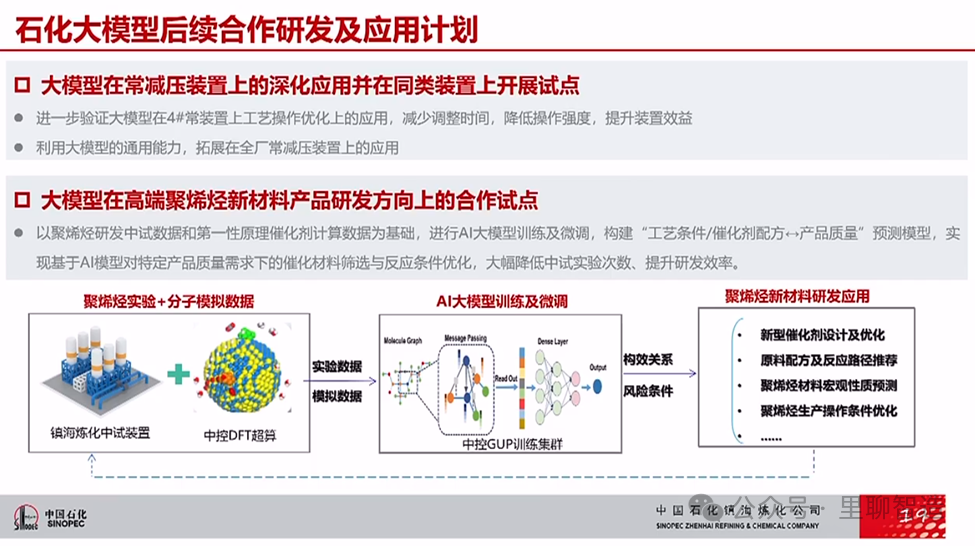 石化大模型后续合作研发及应用计划
大模型在常减压装置上的深化应用并在同类装置上开展试点
进一步验证大模型在4#常装置上工艺操作优化上的应用，减少调整时间，降低操作强度，提升装置效益
利用大模型的通用能力，拓展在全厂常减压装置上的应用
大模型在高端聚烯烃新材料产品研发方向上的合作试点
以聚烯烃研发中试数据和第一性原理催化剂计算数据为基础，进行AI大模型训练及微调，构建“工艺条件/催化剂配方↔产品质量”预测模型，实
现基于AI模型对特定产品质量需求下的催化材料筛选与反应条件优化，大幅降低中试实验次数、提升研发效率。
聚烯烃实验+分子模拟数据
镇海炼化中试装置
中控DFT超算
实验数据
模拟数据
AI大模型训练及微调
Molecule Graph
Message Passing
Read Out
Dense Layer
Output
中控GUP训练集群
构效关系
风险条件
聚烯烃新材料研发应用
新型催化剂设计及优化
原料配方及反应路径推荐
聚烯烃材料宏观性质预测
聚烯烃生产操作条件优化
......
中国石化
SINOPEC
SINOPEC ZHENHAI REFINING & CHEMICAL COMPANY
19